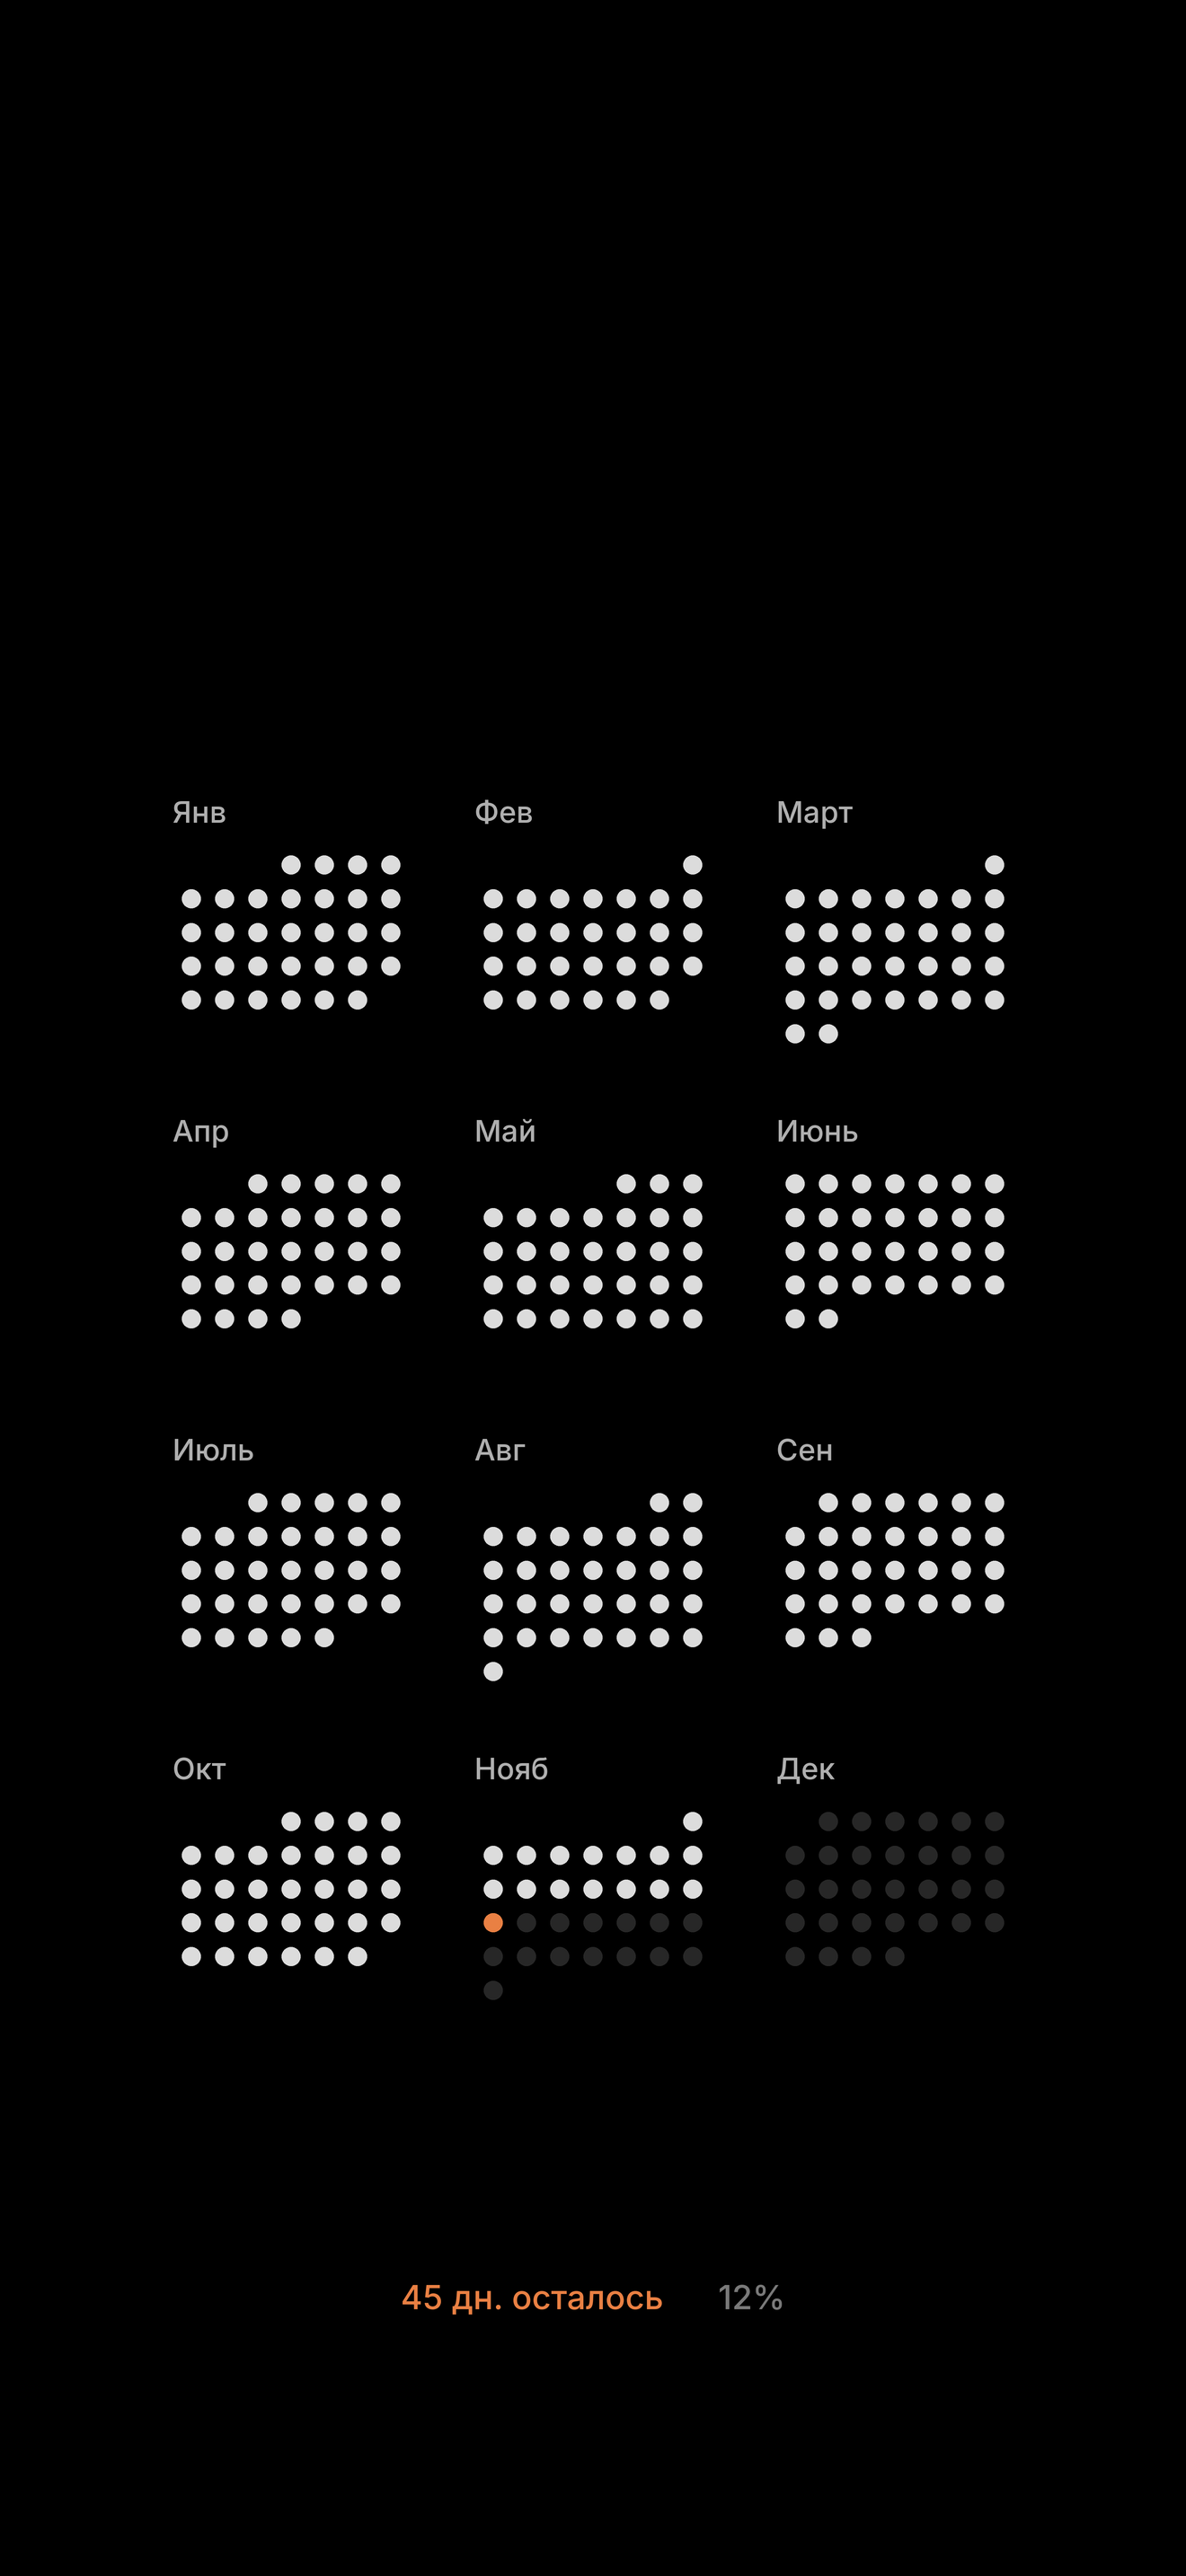 Янв Фев Март
Апр Май Июнь
Июль Авг Сен
Окт Нояб Дек
45 дн. осталось 12%